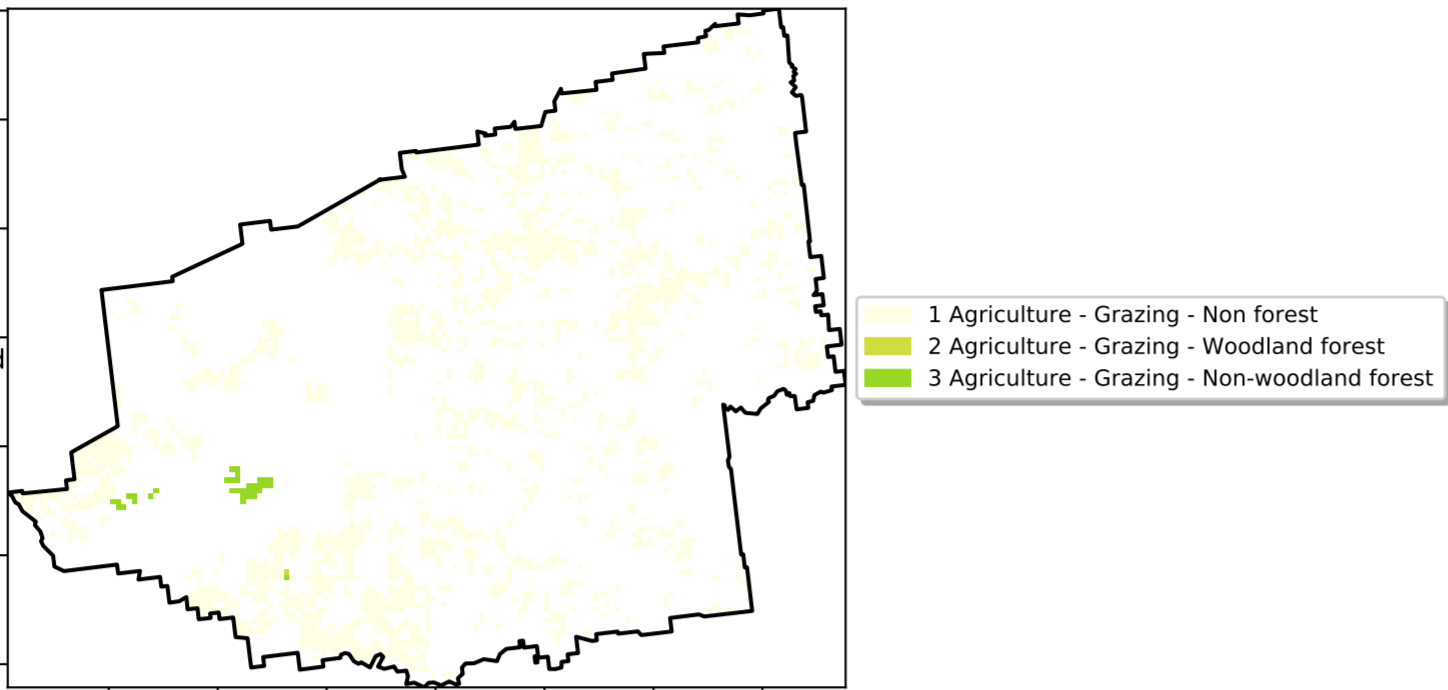 1 Agriculture - Grazing - Non forest
2 Agriculture - Grazing - Woodland forest
3 Agriculture - Grazing - Non-woodland forest